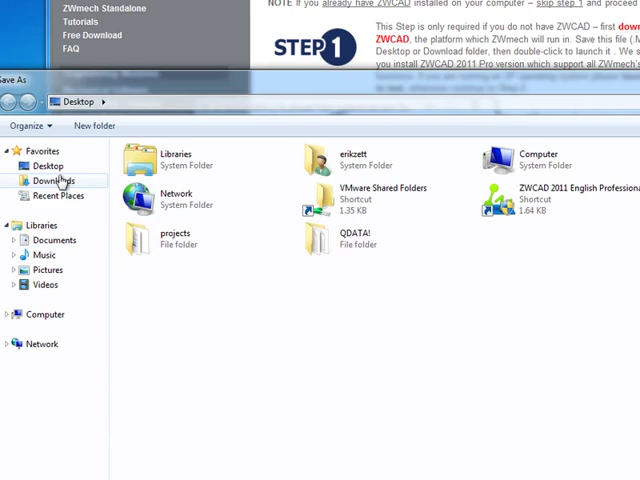 ZWmech Standalone
Tutorials
Free Download
FAQ
NOTE If you already have ZWCAD installed on your computer – skip step 1 and proceed
STEP 1
This Step is only required if you do not have ZWCAD – first down
ZWCAD, the platform which ZWmech will run in. Save this file (.M
Desktop or Download folder, then double-click to launch it . We s
you install ZWCAD 2011 Pro version which support all ZWmech's
Save As
Desktop
Organize
New folder
Favorites
Desktop
Downloads
Recent Places
Libraries
Documents
Music
Pictures
Videos
Computer
Network
Libraries
System Folder
erikzett
System Folder
Computer
System Folder
Network
System Folder
VMware Shared Folders
Shortcut
1.35 KB
ZWCAD 2011 English Professiona
Shortcut
1.64 KB
projects
File folder
QDATA!
File folder